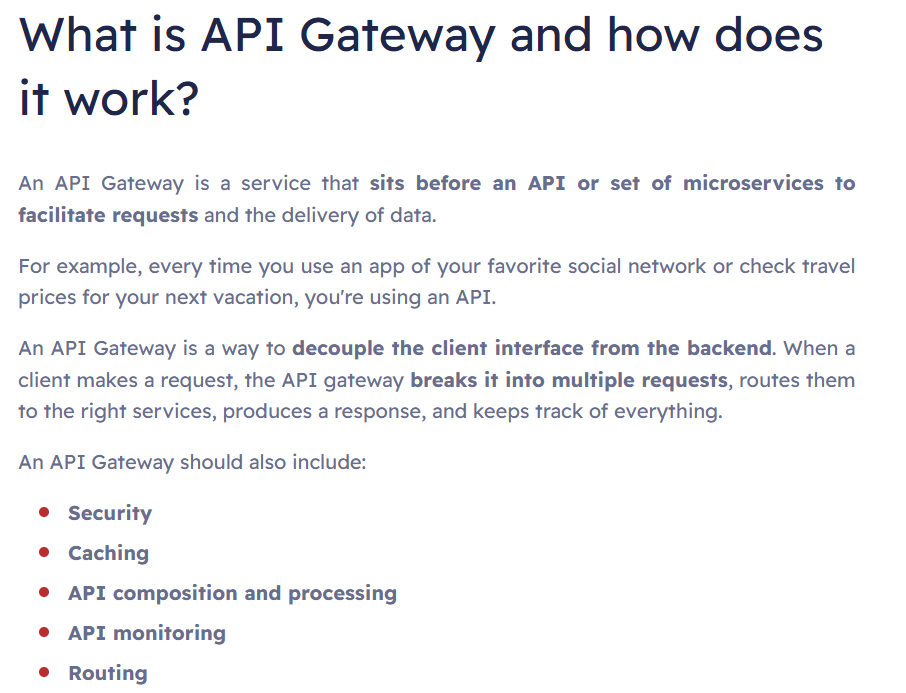 What is API Gateway and how does
it work?
An API Gateway is a service that sits before an API or set of microservices to
facilitate requests and the delivery of data.
For example, every time you use an app of your favorite social network or check travel
prices for your next vacation, you're using an API.
An API Gateway is a way to decouple the client interface from the backend. When a
client makes a request, the API gateway breaks it into multiple requests, routes them
to the right services, produces a response, and keeps track of everything.
An API Gateway should also include:
Security
Caching
API composition and processing
API monitoring
Routing